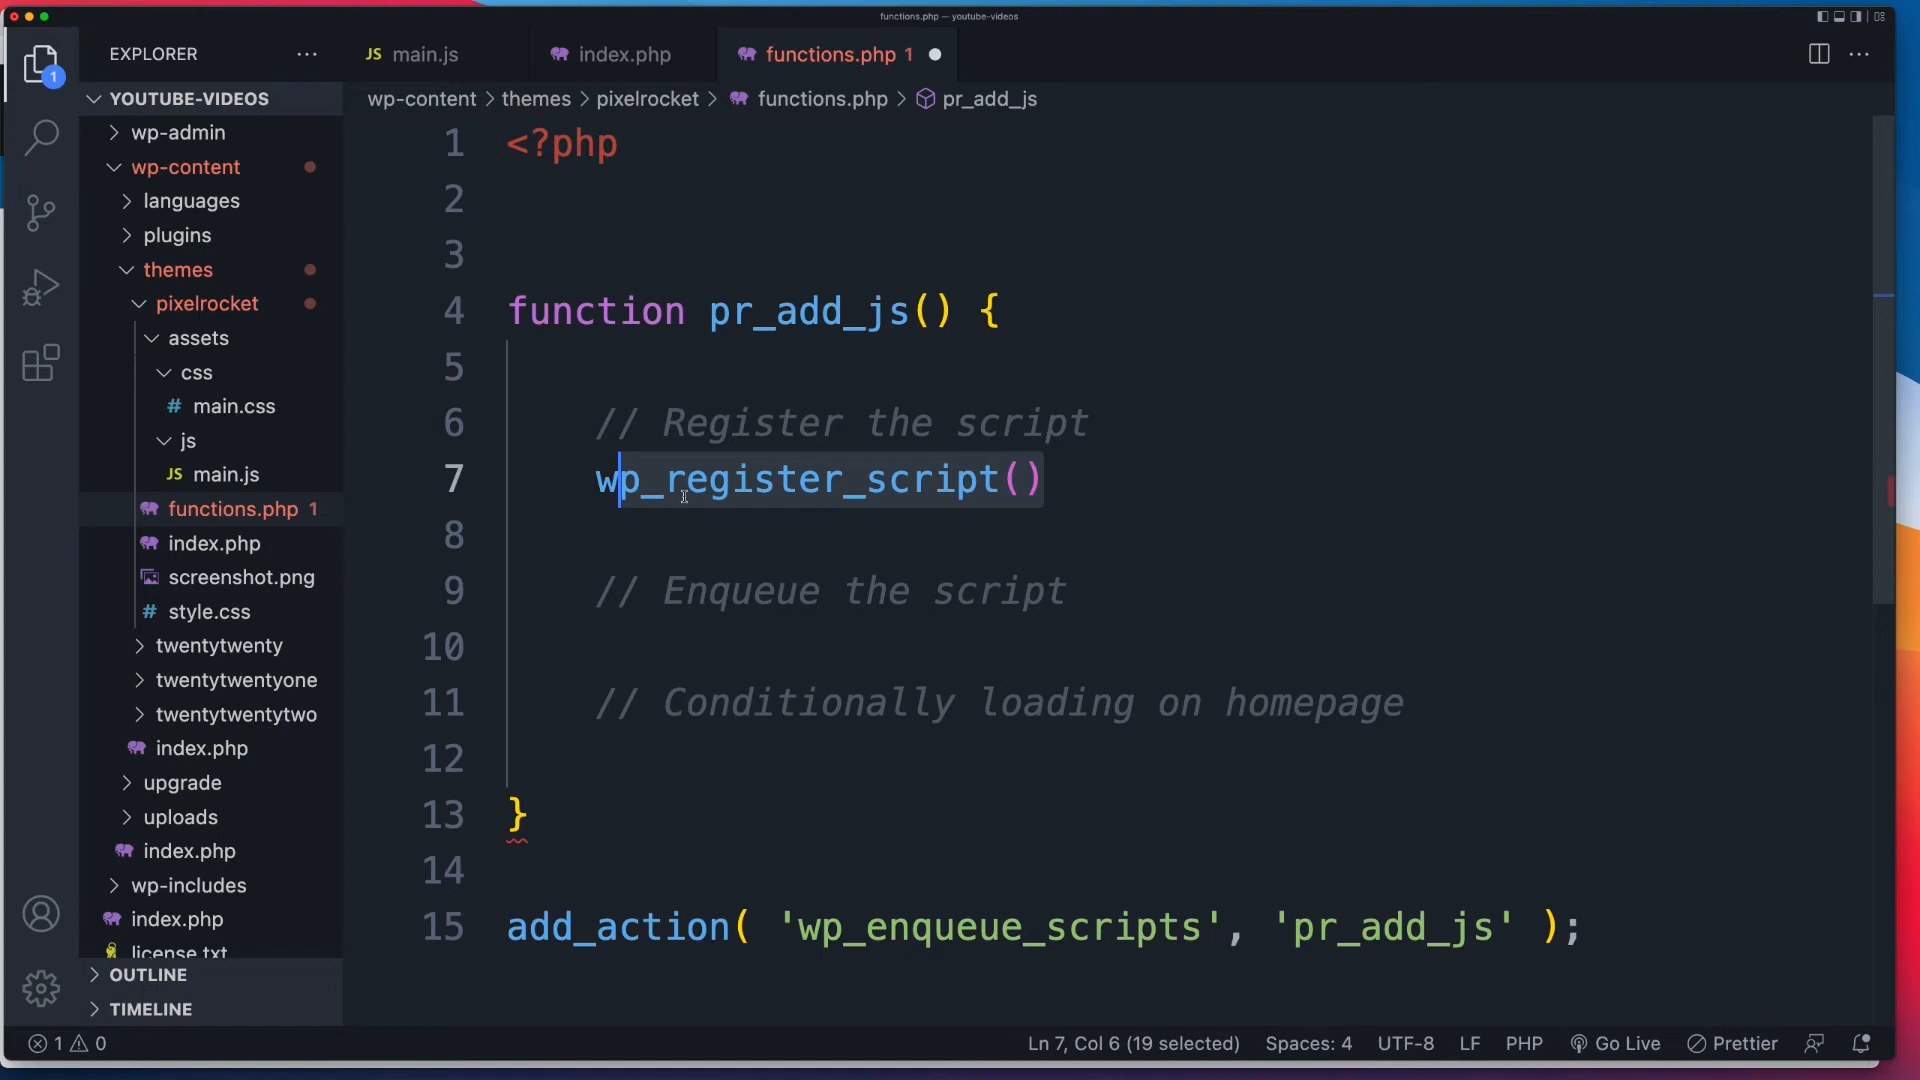 functions.php — youtube-videos
EXPLORER
JS main.js
index.php
functions.php 1
1
YOUTUBE-VIDEOS
wp-content > themes > pixelrocket > functions.php > pr_add_js
wp-admin
wp-content
languages
plugins
themes
pixelrocket
assets
css
# main.css
js
JS main.js
functions.php 1
index.php
screenshot.png
# style.css
twentytwenty
twentytwentyone
twentytwentytwo
index.php
upgrade
uploads
index.php
wp-includes
index.php
license.txt
OUTLINE
TIMELINE
1 <?php
2
3
4 function pr_add_js() {
5
6 // Register the script
7 wp_register_script()
8
9 // Enqueue the script
10
11 // Conditionally loading on homepage
12
13 }
14
15 add_action( 'wp_enqueue_scripts', 'pr_add_js' );
1 0
Ln 7, Col 6 (19 selected)
Spaces: 4
UTF-8
LF
PHP
Go Live
Prettier